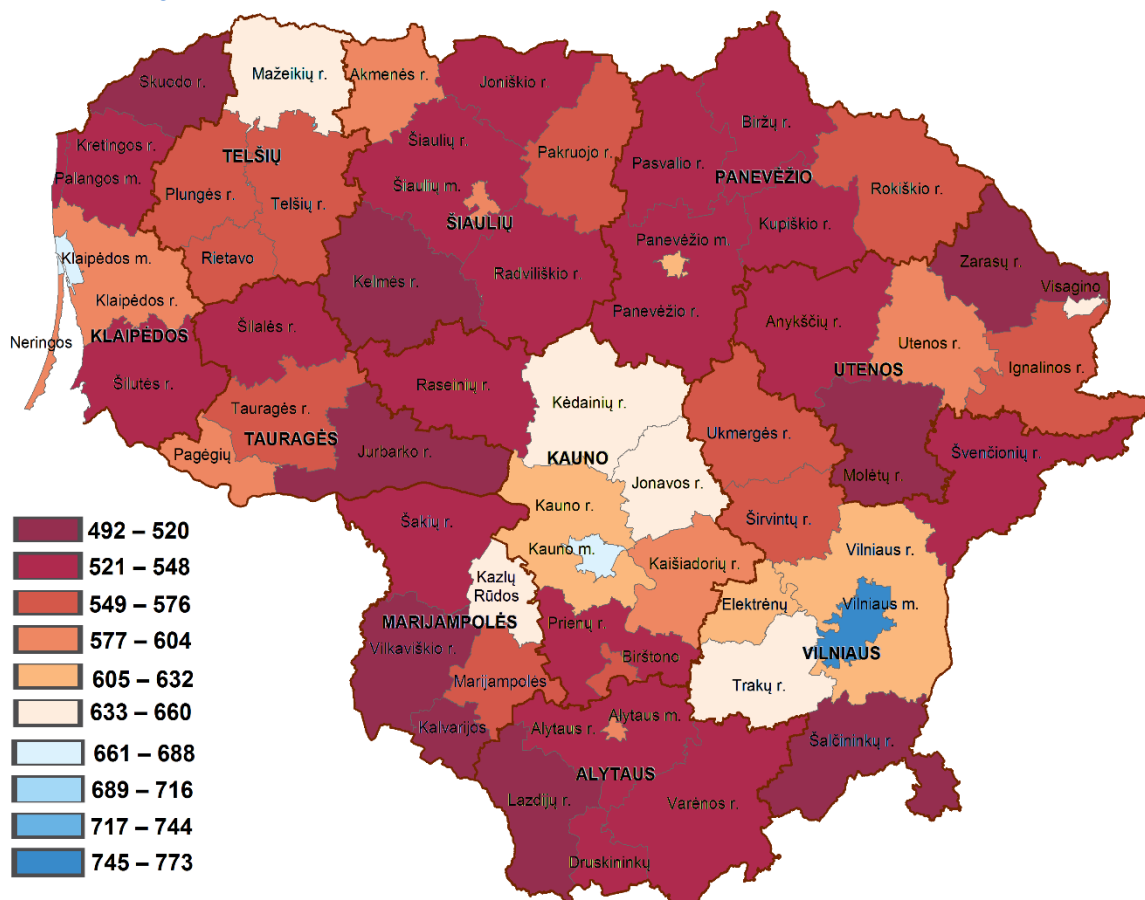 Skuodo r.
Mažeikių r.
Akmenės r.
Joniškio r.
Kretingos r.
Palangos m.
TELŠIŲ
Plungės r.
Telšių r.
Rietavo
Šiaulių r.
Šiaulių m.
ŠIAULIŲ
Pakruojo r.
Pasvalio r.
Biržų r.
PANEVĖŽIO
Rokiškio r.
Kupiškio r.
Panevėžio m.
Panevėžio r.
Klaipėdos m.
Klaipėdos r.
KLAIPĖDOS
Neringos
Šilutės r.
Šilalės r.
Kelmės r.
Radviliškio r.
Zarasų r.
Visagino
Anykščių r.
Utenos r.
UTENOS
Ignalinos r.
Tauragės r.
TAURAGĖS
Pagėgių
Jurbarko r.
Raseinių r.
Kėdainių r.
KAUNO
Jonavos r.
Ukmergės r.
Molėtų r.
Švenčionių r.
Širvintų r.
Šakių r.
Kauno r.
Kauno m.
Kaišiadorių r.
Vilniaus r.
Vilniaus m.
VILNIAUS
Elektrėnų
Trakų r.
Kazlų
Rūdos
MARIJAMPOLĖS
Vilkaviškio r.
Marijampolės
Kalvarijos
Prienų r.
Birštono
Alytaus r.
Alytaus m.
ALYTAUS
Lazdijų r.
Varėnos r.
Druskininkų
Šalčininkų r.
492 – 520
521 – 548
549 – 576
577 – 604
605 – 632
633 – 660
661 – 688
689 – 716
717 – 744
745 – 773